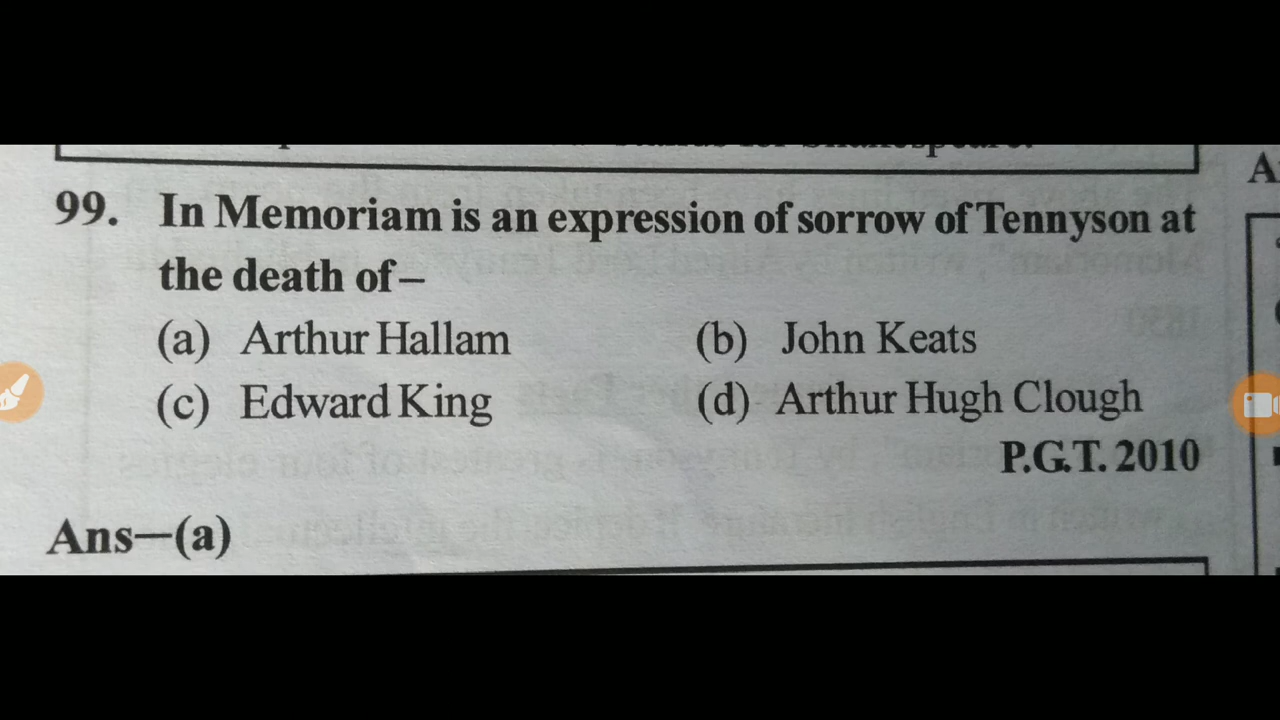 99. In Memoriam is an expression of sorrow of Tennyson at
the death of–
(a) Arthur Hallam (b) John Keats
(c) Edward King (d) Arthur Hugh Clough
P.G.T. 2010
Ans–(a)